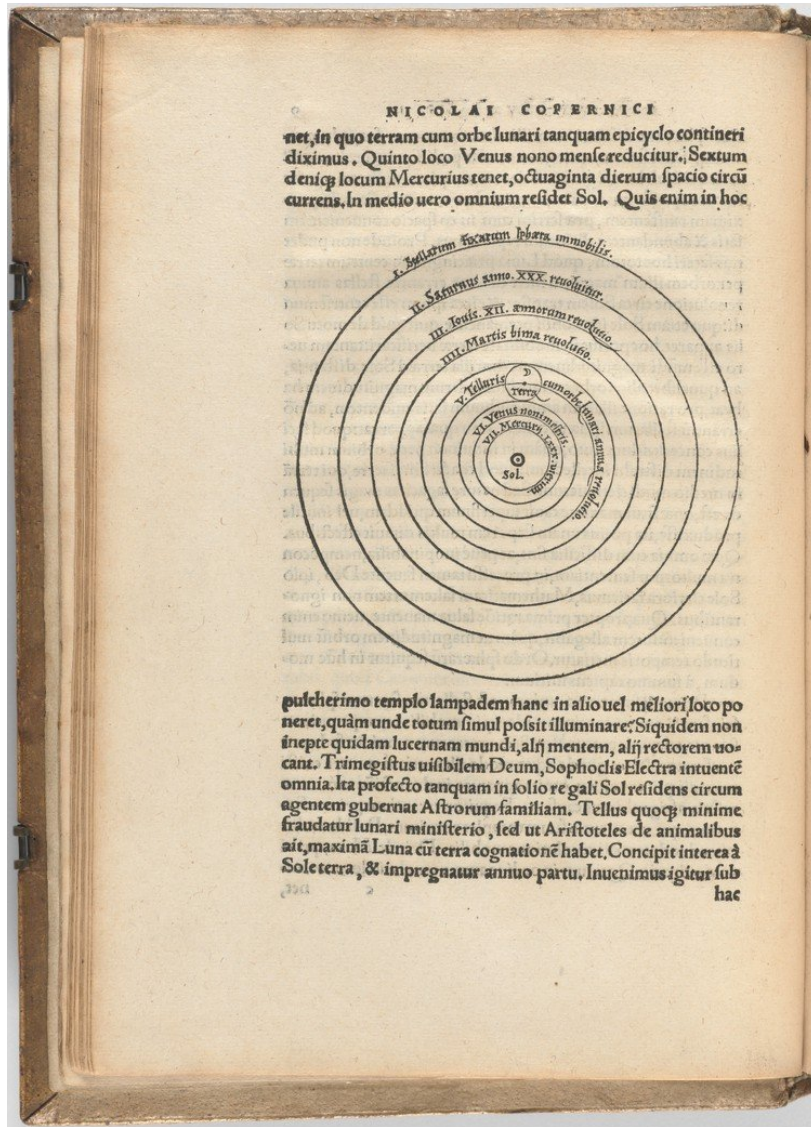 NICOLAI COPERNICI
net, in quo terram cum orbe lunari tanquam epicyclo contineri
diximus. Quinto loco Venus nono mense reducitur. Sextum
deniqꝫ locum Mercurius tenet, octuaginta dierum ſpacio circū
currens. In medio uero omnium reſidet Sol. Quis enim in hoc
I. Stellarum fixarum ſphæra immobilis.
II. Saturnus anno. XXX. reuoluitur.
III. Iouis. XII. annorum reuolutio.
IIII. Martis bima reuolutio.
V. Telluris cum orbe lunari annua reuolutio.
Terra
VI. Venus nonimeſtris.
VII. Mercurij. LXXX. dierum.
Sol.
pulcherimo templo lampadem hanc in alio uel meliori loco po
neret, quàm unde totum ſimul poſsit illuminare? Siquidem non
inepte quidam lucernam mundi, alij mentem, alij rectorem uo-
cant. Trimegiſtus uiſibilem Deum, Sophoclis Electra intuentē
omnia. Ita profecto tanquam in ſolio re gali Sol reſidens circum
agentem gubernat Aſtrorum familiam. Tellus quoqꝫ minime
fraudatur lunari miniſterio, ſed ut Ariſtoteles de animalibus
ait, maximā Luna cū terra cognationē habet. Concipit interea à
Sole terra, & impregnatur annuo partu. Inuenimus igitur ſub
hac